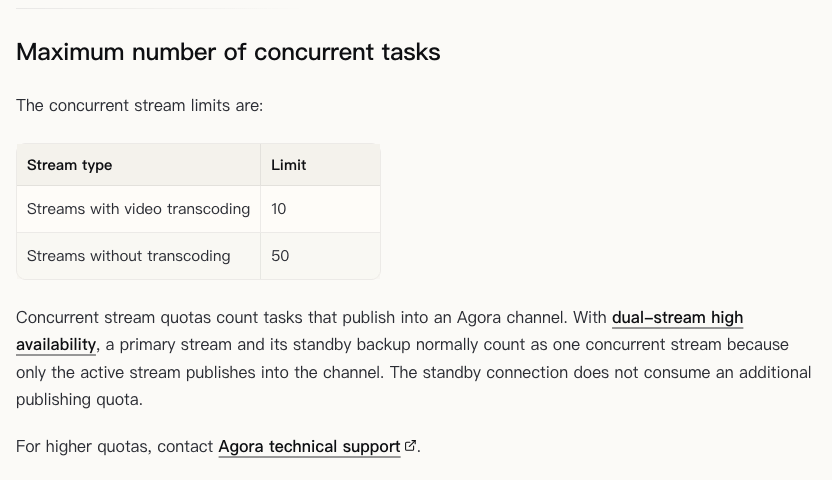 Maximum number of concurrent tasks
The concurrent stream limits are:
Stream type Limit
Streams with video transcoding 10
Streams without transcoding 50
Concurrent stream quotas count tasks that publish into an Agora channel. With dual-stream high
availability, a primary stream and its standby backup normally count as one concurrent stream because
only the active stream publishes into the channel. The standby connection does not consume an additional
publishing quota.
For higher quotas, contact Agora technical support.